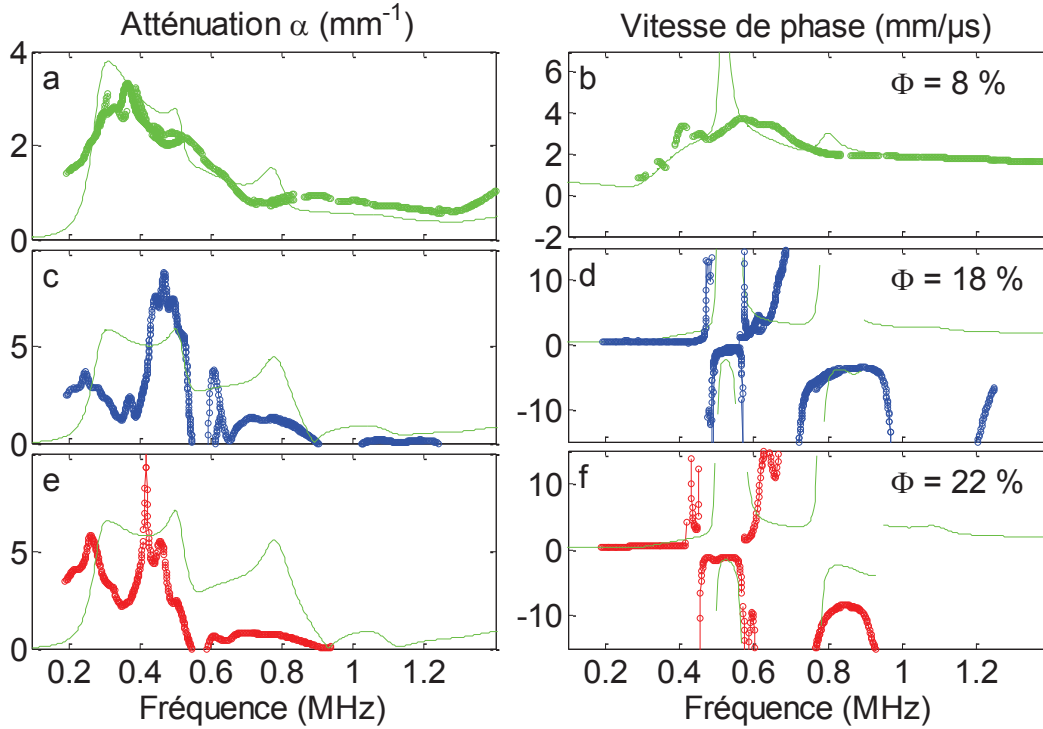 Atténuation α (mm⁻¹)
Vitesse de phase (mm/µs)
a
4
2
0
b
Φ = 8 %
6
4
2
0
-2
c
5
0
d
Φ = 18 %
10
0
-10
e
5
0
f
Φ = 22 %
10
0
-10
0.2 0.4 0.6 0.8 1 1.2
0.2 0.4 0.6 0.8 1 1.2
Fréquence (MHz)
Fréquence (MHz)